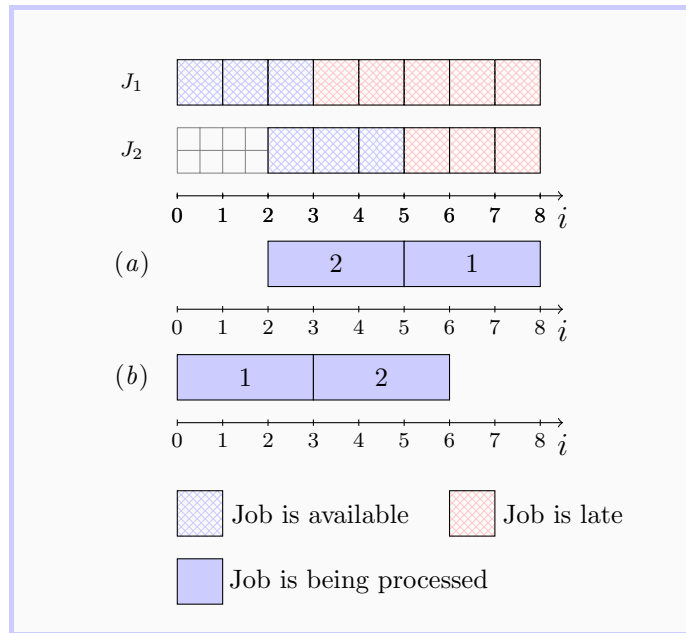 J1
J2
0 1 2 3 4 5 6 7 8 i
(a) 2 1
0 1 2 3 4 5 6 7 8 i
(b) 1 2
0 1 2 3 4 5 6 7 8 i
Job is available Job is late
Job is being processed